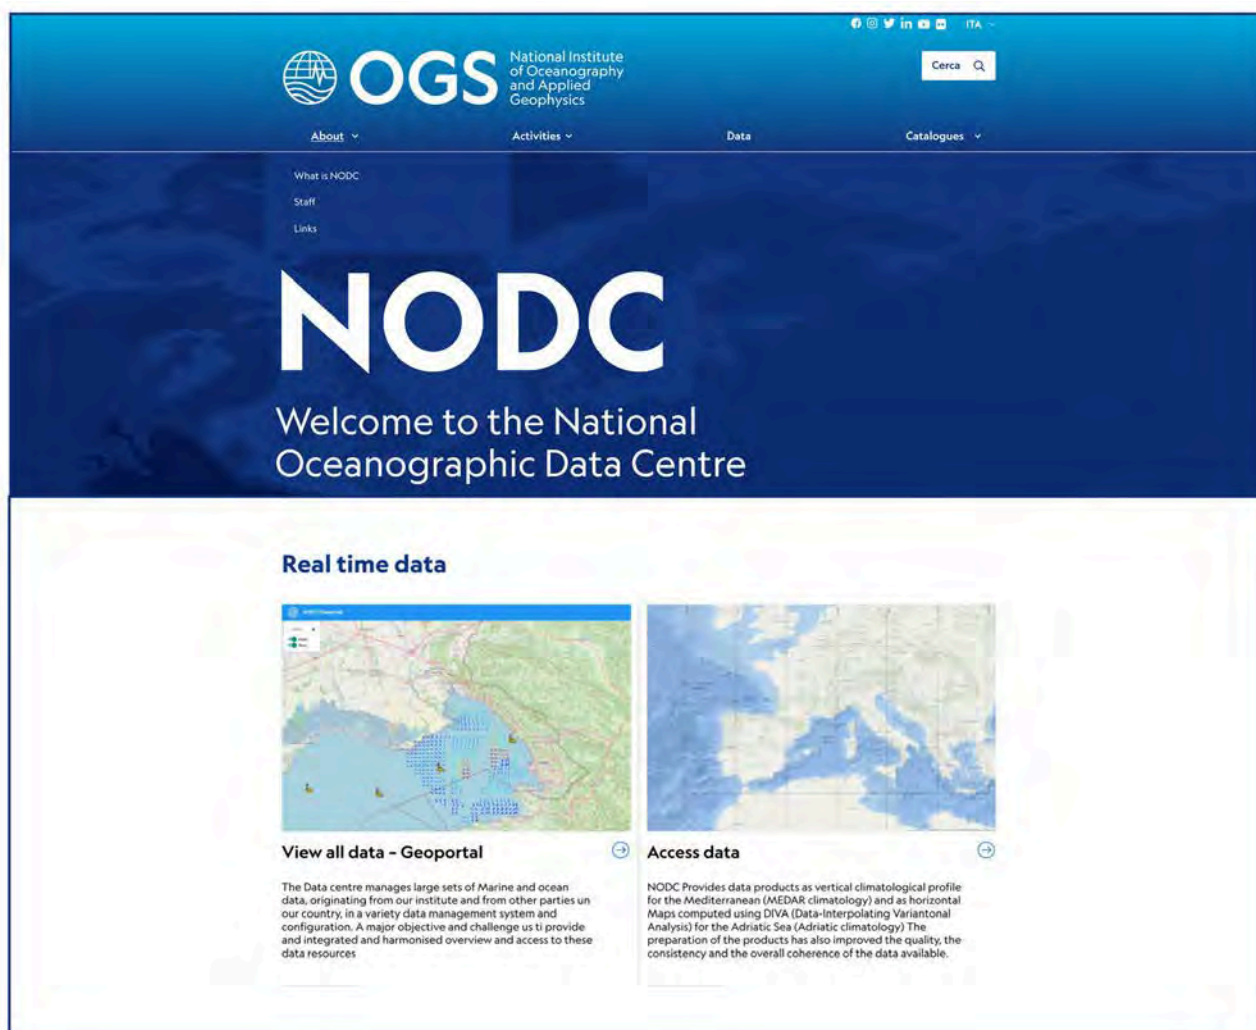 ITA
OGS
National Institute
of Oceanography
and Applied
Geophysics
Cerca
About
Activities
Data
Catalogues
What is NODC
Staff
Links
NODC
Welcome to the National
Oceanographic Data Centre
Real time data
View all data – Geoportal
The Data centre manages large sets of Marine and ocean
data, originating from our institute and from other parties un
our country, in a variety data management system and
configuration. A major objective and challenge us ti provide
and integrated and harmonised overview and access to these
data resources
Access data
NODC Provides data products as vertical climatological profile
for the Mediterranean (MEDAR climatology) and as horizontal
Maps computed using DIVA (Data-Interpolating Variantonal
Analysis) for the Adriatic Sea (Adriatic climatology) The
preparation of the products has also improved the quality, the
consistency and the overall coherence of the data available.